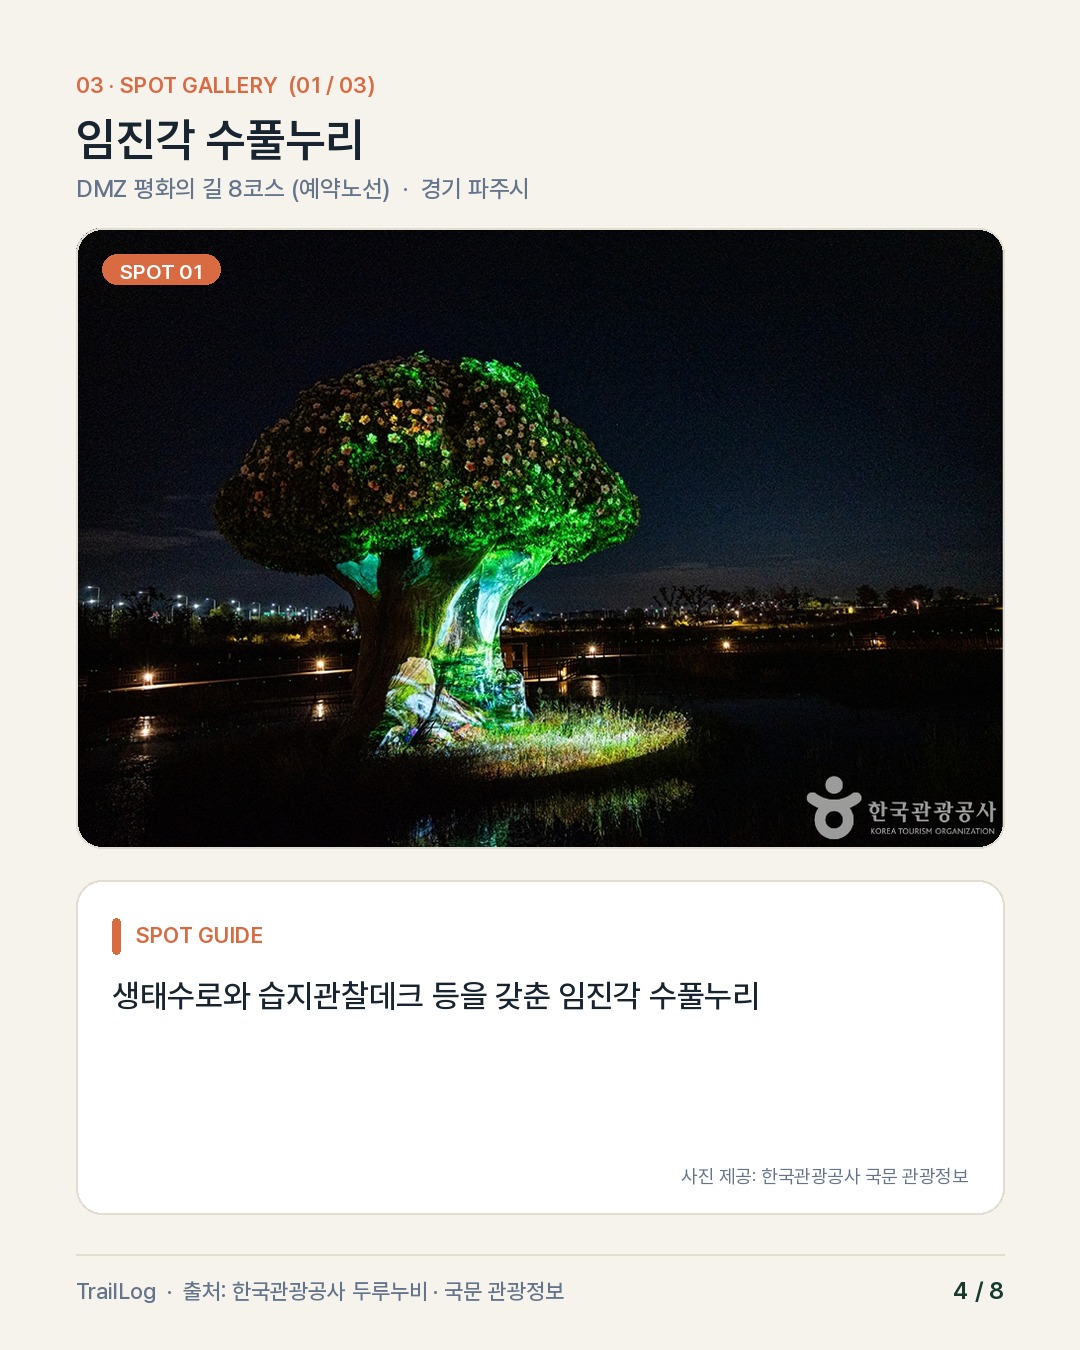 03 · SPOT GALLERY (01 / 03)
임진각 수풀누리
DMZ 평화의 길 8코스 (예약노선) · 경기 파주시
SPOT 01
한국관광공사
KOREA TOURISM ORGANIZATION
SPOT GUIDE
생태수로와 습지관찰데크 등을 갖춘 임진각 수풀누리
사진 제공: 한국관광공사 국문 관광정보
TrailLog · 출처: 한국관광공사 두루누비 · 국문 관광정보
4 / 8